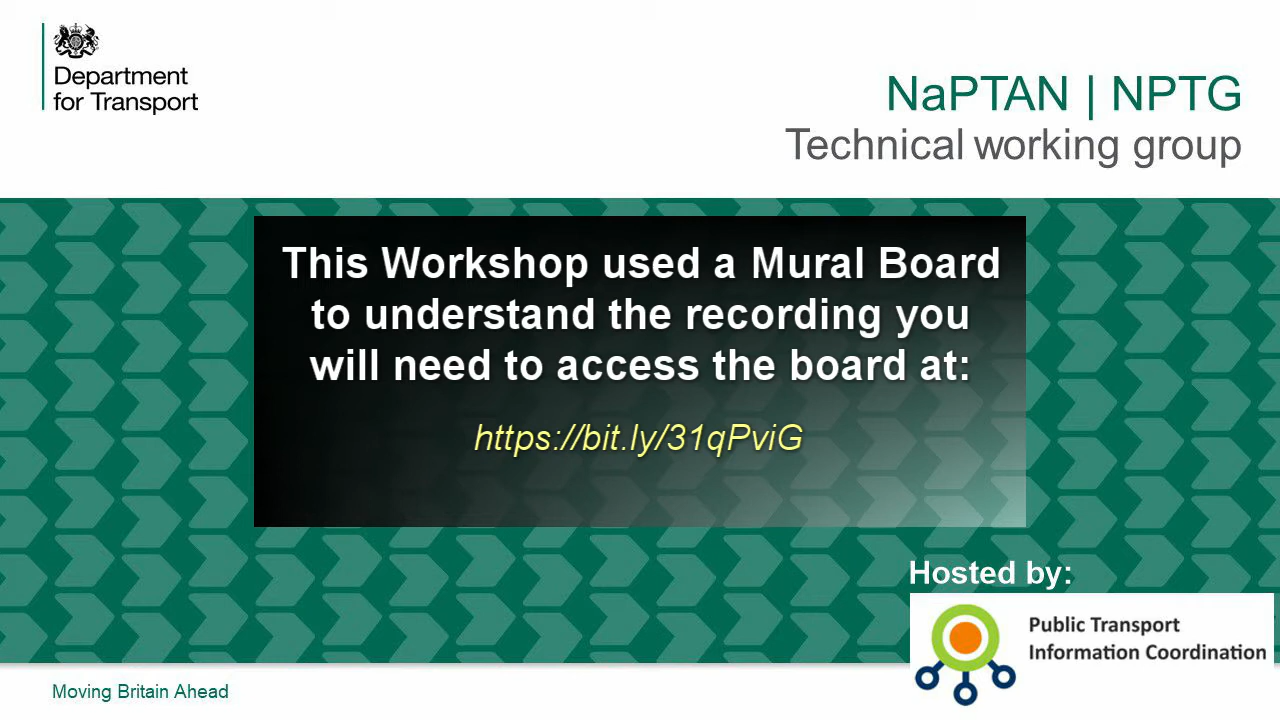 Department
for Transport
NaPTAN | NPTG
Technical working group
This Workshop used a Mural Board
to understand the recording you
will need to access the board at:
https://bit.ly/31qPviG
Hosted by:
Public Transport
Information Coordination
Moving Britain Ahead